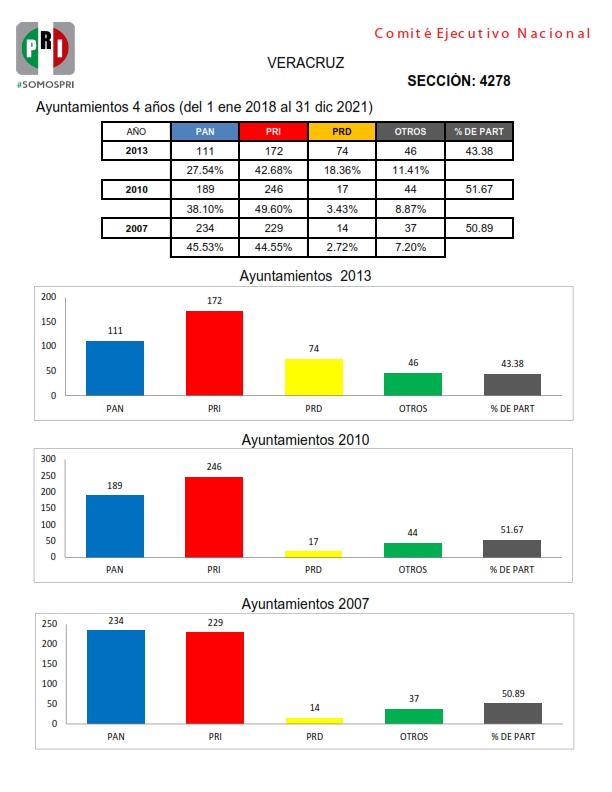 Comité Ejecutivo Nacional
PRI
#SOMOSPRI
VERACRUZ
SECCIÒN: 4278
Ayuntamientos 4 años (del 1 ene 2018 al 31 dic 2021)
AÑO PAN PRI PRD OTROS % DE PART
2013 111 172 74 46 43.38
27.54% 42.68% 18.36% 11.41%
2010 189 246 17 44 51.67
38.10% 49.60% 3.43% 8.87%
2007 234 229 14 37 50.89
45.53% 44.55% 2.72% 7.20%
Ayuntamientos 2013
200
150
100
50
0
111 172 74 46 43.38
PAN PRI PRD OTROS % DE PART
Ayuntamientos 2010
300
250
200
150
100
50
0
189 246 17 44 51.67
PAN PRI PRD OTROS % DE PART
Ayuntamientos 2007
250
200
150
100
50
0
234 229 14 37 50.89
PAN PRI PRD OTROS % DE PART